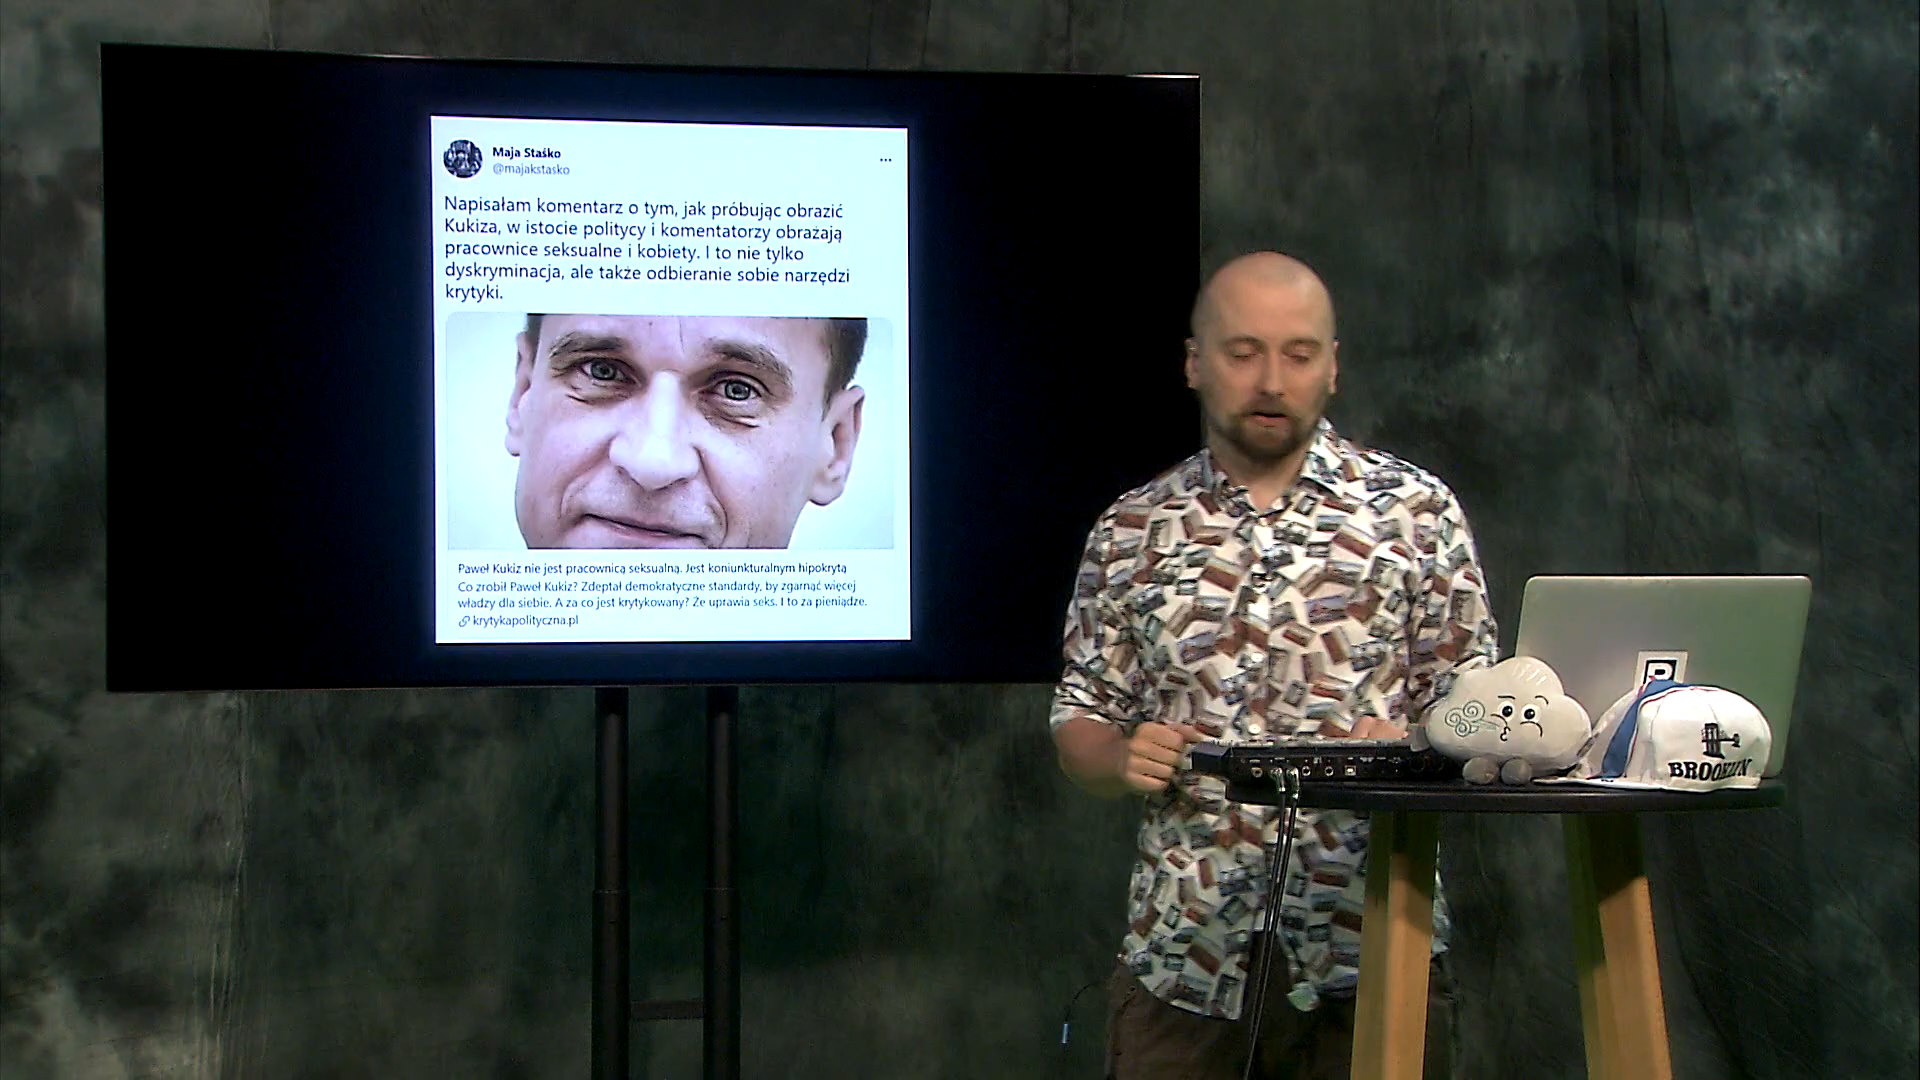 Maja Staśko
@majakstasko
Napisałam komentarz o tym, jak próbując obrazić
Kukiza, w istocie politycy i komentatorzy obrażają
pracownice seksualne i kobiety. I to nie tylko
dyskryminacja, ale także odbieranie sobie narzędzi
krytyki.
Paweł Kukiz nie jest pracownicą seksualną. Jest koniunkturalnym hipokrytą
Co zrobił Paweł Kukiz? Zdeptał demokratyczne standardy, by zgarnąć więcej
władzy dla siebie. A za co jest krytykowany? Że uprawia seks. I to za pieniądze.
krytykapolityczna.pl
BROOKLYN